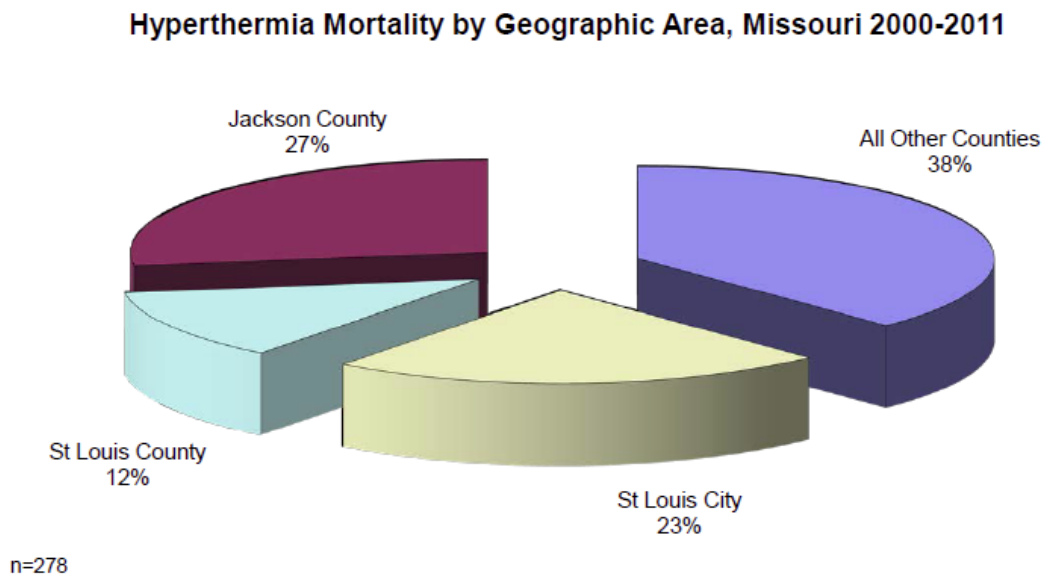 Hyperthermia Mortality by Geographic Area, Missouri 2000-2011
Jackson County
27%
All Other Counties
38%
St Louis County
12%
St Louis City
23%
n=278